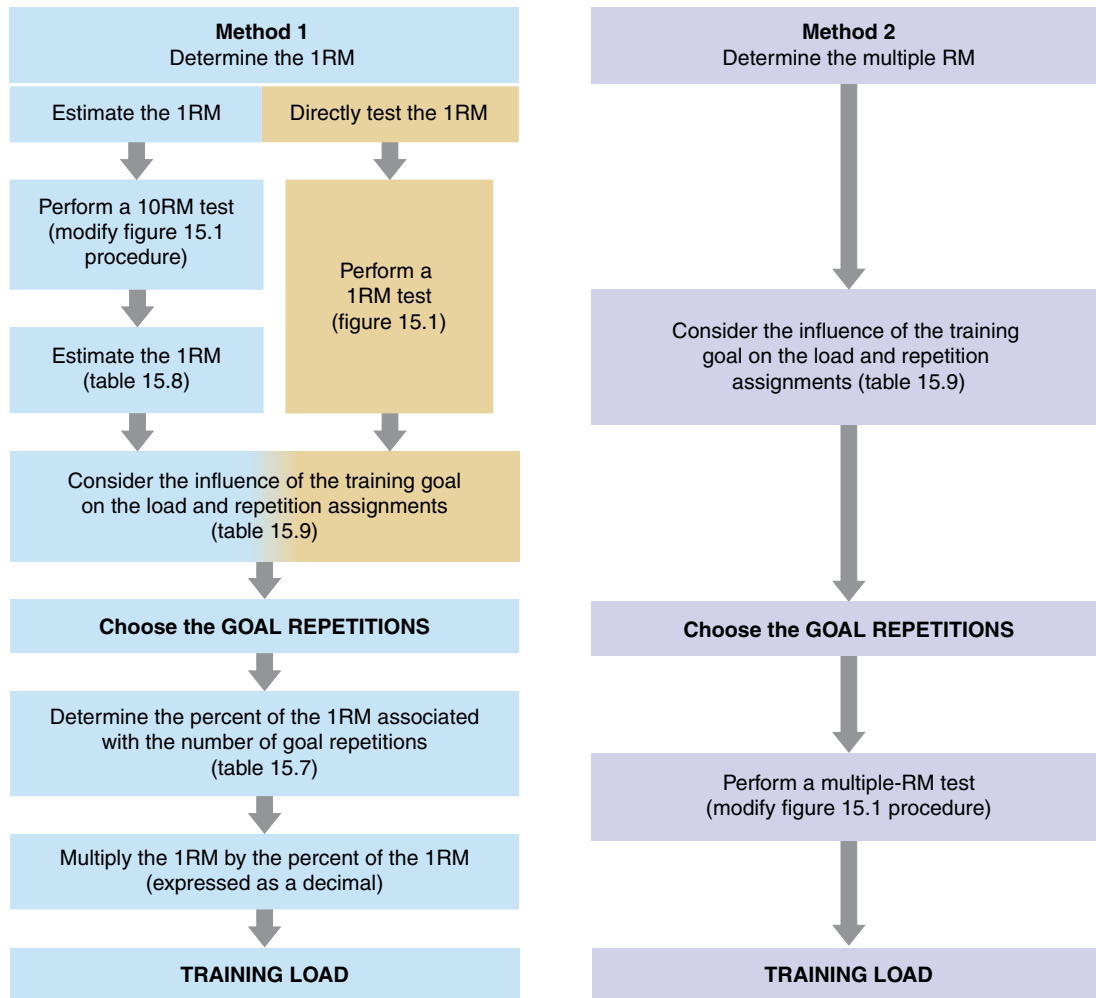 Method 1
Determine the 1RM
Estimate the 1RM
Directly test the 1RM
Perform a 10RM test
(modify figure 15.1
procedure)
Estimate the 1RM
(table 15.8)
Perform a
1RM test
(figure 15.1)
Consider the influence of the training goal
on the load and repetition assignments
(table 15.9)
Choose the GOAL REPETITIONS
Determine the percent of the 1RM associated
with the number of goal repetitions
(table 15.7)
Multiply the 1RM by the percent of the 1RM
(expressed as a decimal)
TRAINING LOAD
Method 2
Determine the multiple RM
Consider the influence of the training
goal on the load and repetition
assignments (table 15.9)
Choose the GOAL REPETITIONS
Perform a multiple-RM test
(modify figure 15.1 procedure)
TRAINING LOAD